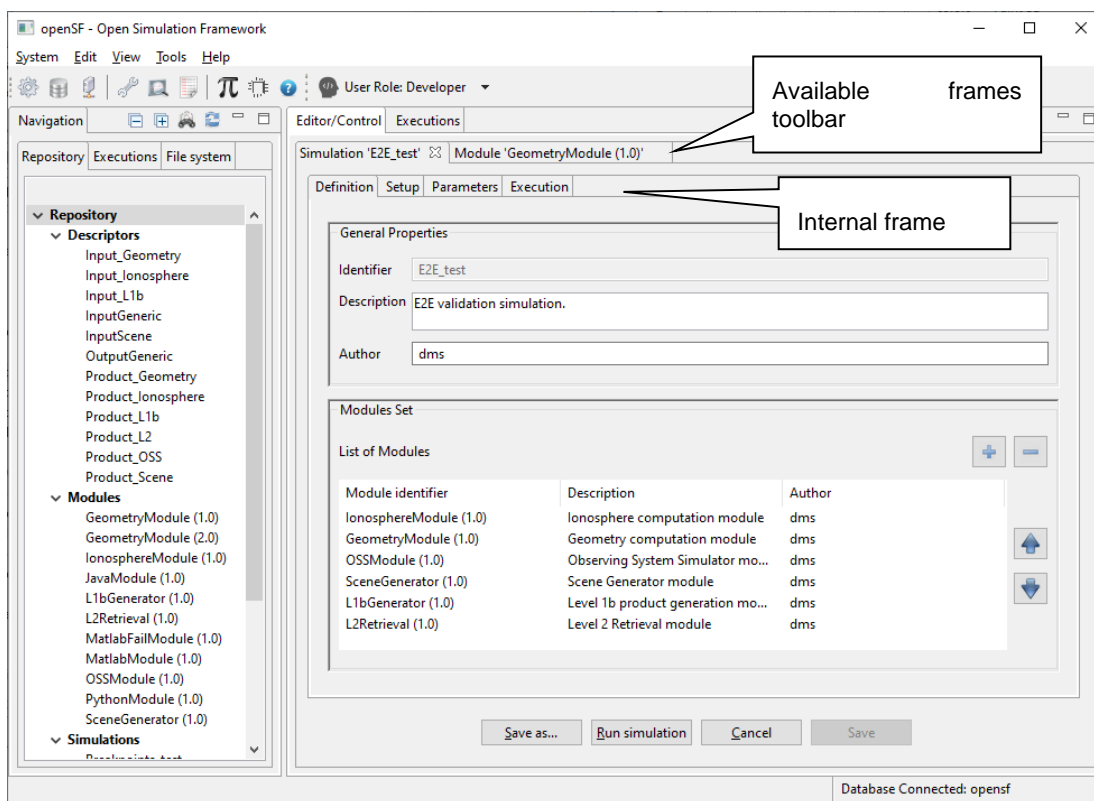 openSF - Open Simulation Framework
System Edit View Tools Help
User Role: Developer
Available frames
toolbar
Navigation
Editor/Control Executions
Repository Executions File system
Simulation 'E2E_test' Module 'GeometryModule (1.0)'
Definition Setup Parameters Execution
Internal frame
Repository
Descriptors
Input_Geometry
Input_Ionosphere
Input_L1b
InputGeneric
InputScene
OutputGeneric
Product_Geometry
Product_Ionosphere
Product_L1b
Product_L2
Product_OSS
Product_Scene
Modules
GeometryModule (1.0)
GeometryModule (2.0)
IonosphereModule (1.0)
JavaModule (1.0)
L1bGenerator (1.0)
L2Retrieval (1.0)
MatlabFailModule (1.0)
MatlabModule (1.0)
OSSModule (1.0)
PythonModule (1.0)
SceneGenerator (1.0)
Simulations
General Properties
Identifier E2E_test
Description E2E validation simulation.
Author dms
Modules Set
List of Modules
Module identifier Description Author
IonosphereModule (1.0) Ionosphere computation module dms
GeometryModule (1.0) Geometry computation module dms
OSSModule (1.0) Observing System Simulator mo... dms
SceneGenerator (1.0) Scene Generator module dms
L1bGenerator (1.0) Level 1b product generation mo... dms
L2Retrieval (1.0) Level 2 Retrieval module dms
Save as... Run simulation Cancel Save
Database Connected: opensf